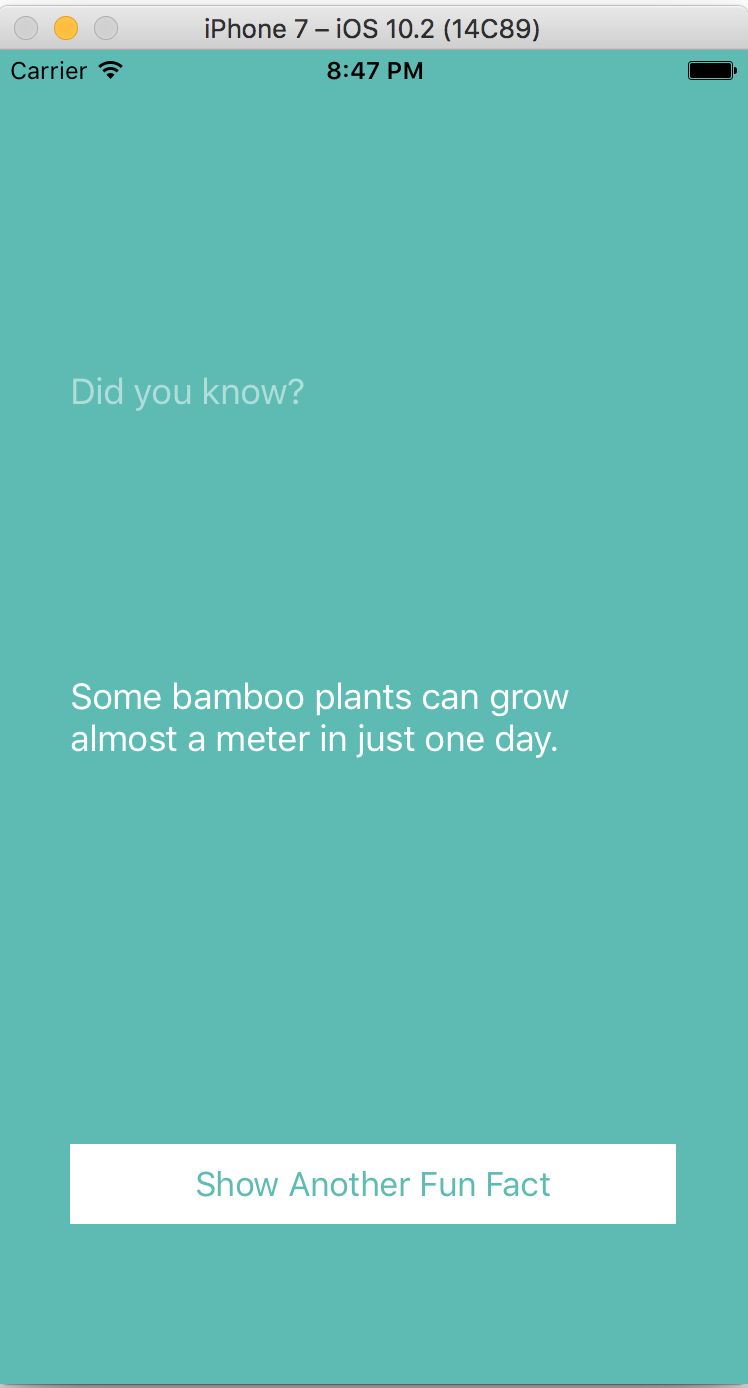 iPhone 7 – iOS 10.2 (14C89)
Carrier 8:47 PM
Did you know?
Some bamboo plants can grow
almost a meter in just one day.
Show Another Fun Fact